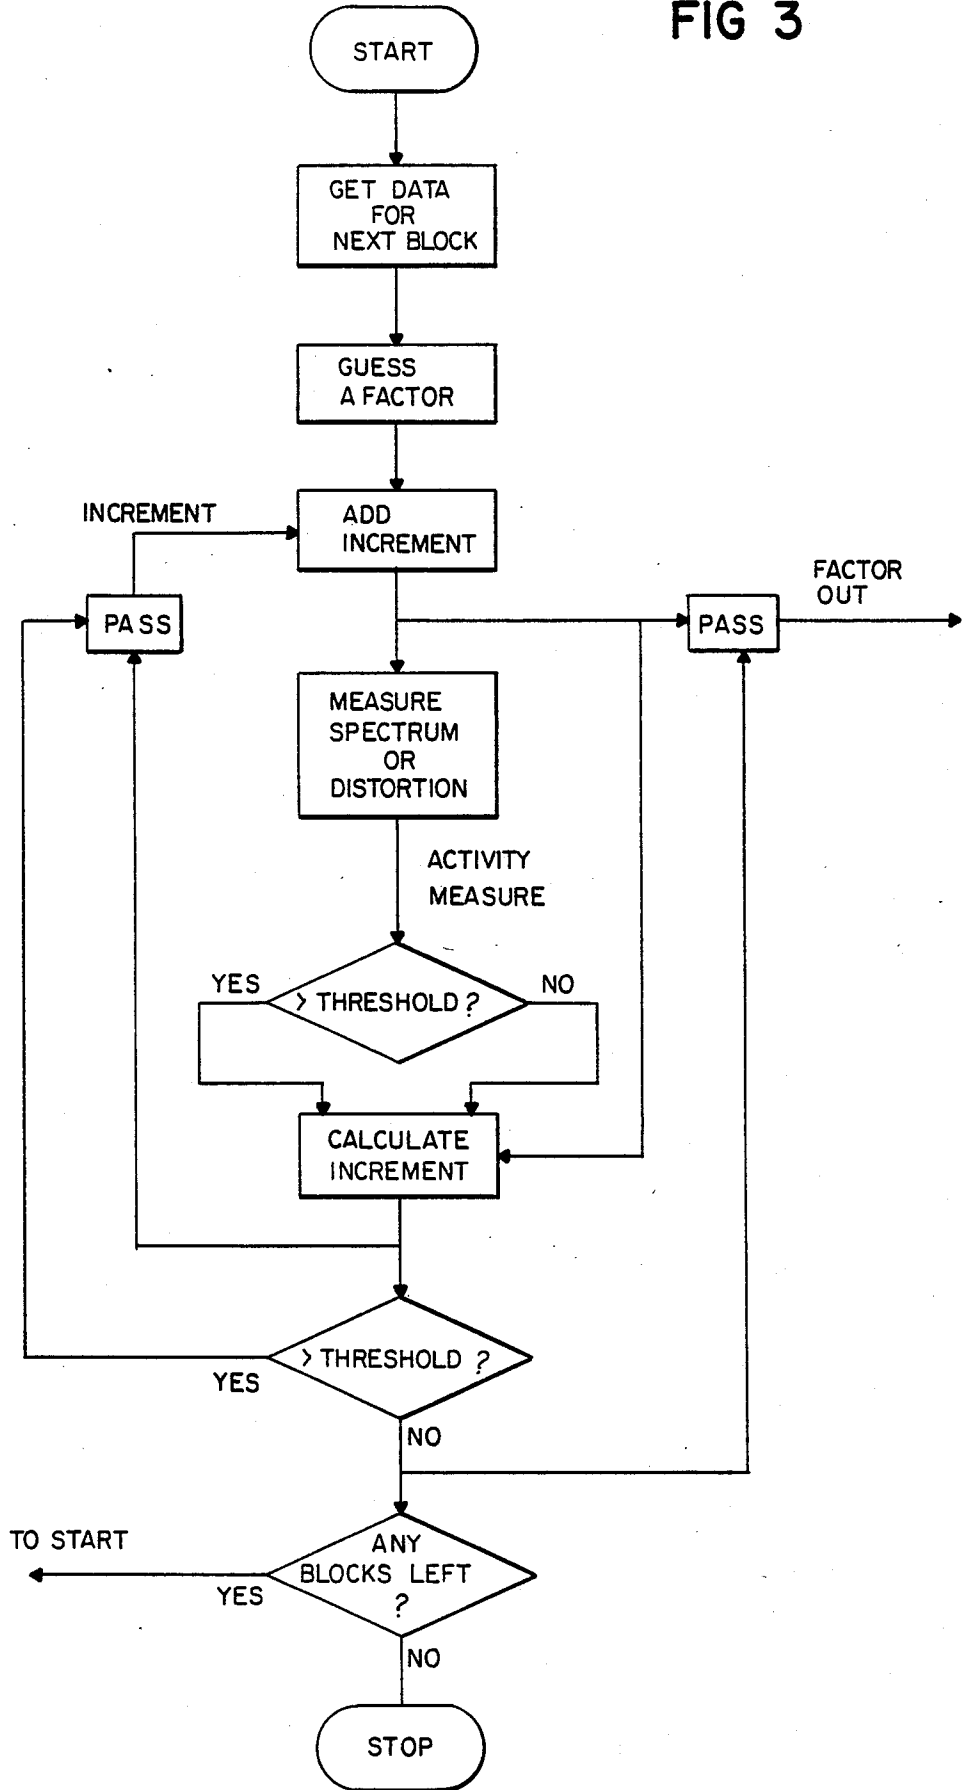 FIG 3
START
GET DATA
FOR
NEXT BLOCK
GUESS
A FACTOR
INCREMENT
ADD
INCREMENT
FACTOR
OUT
PASS
PASS
MEASURE
SPECTRUM
OR
DISTORTION
ACTIVITY
MEASURE
YES
> THRESHOLD ?
NO
CALCULATE
INCREMENT
> THRESHOLD ?
YES
NO
TO START
ANY
BLOCKS LEFT
?
YES
NO
STOP